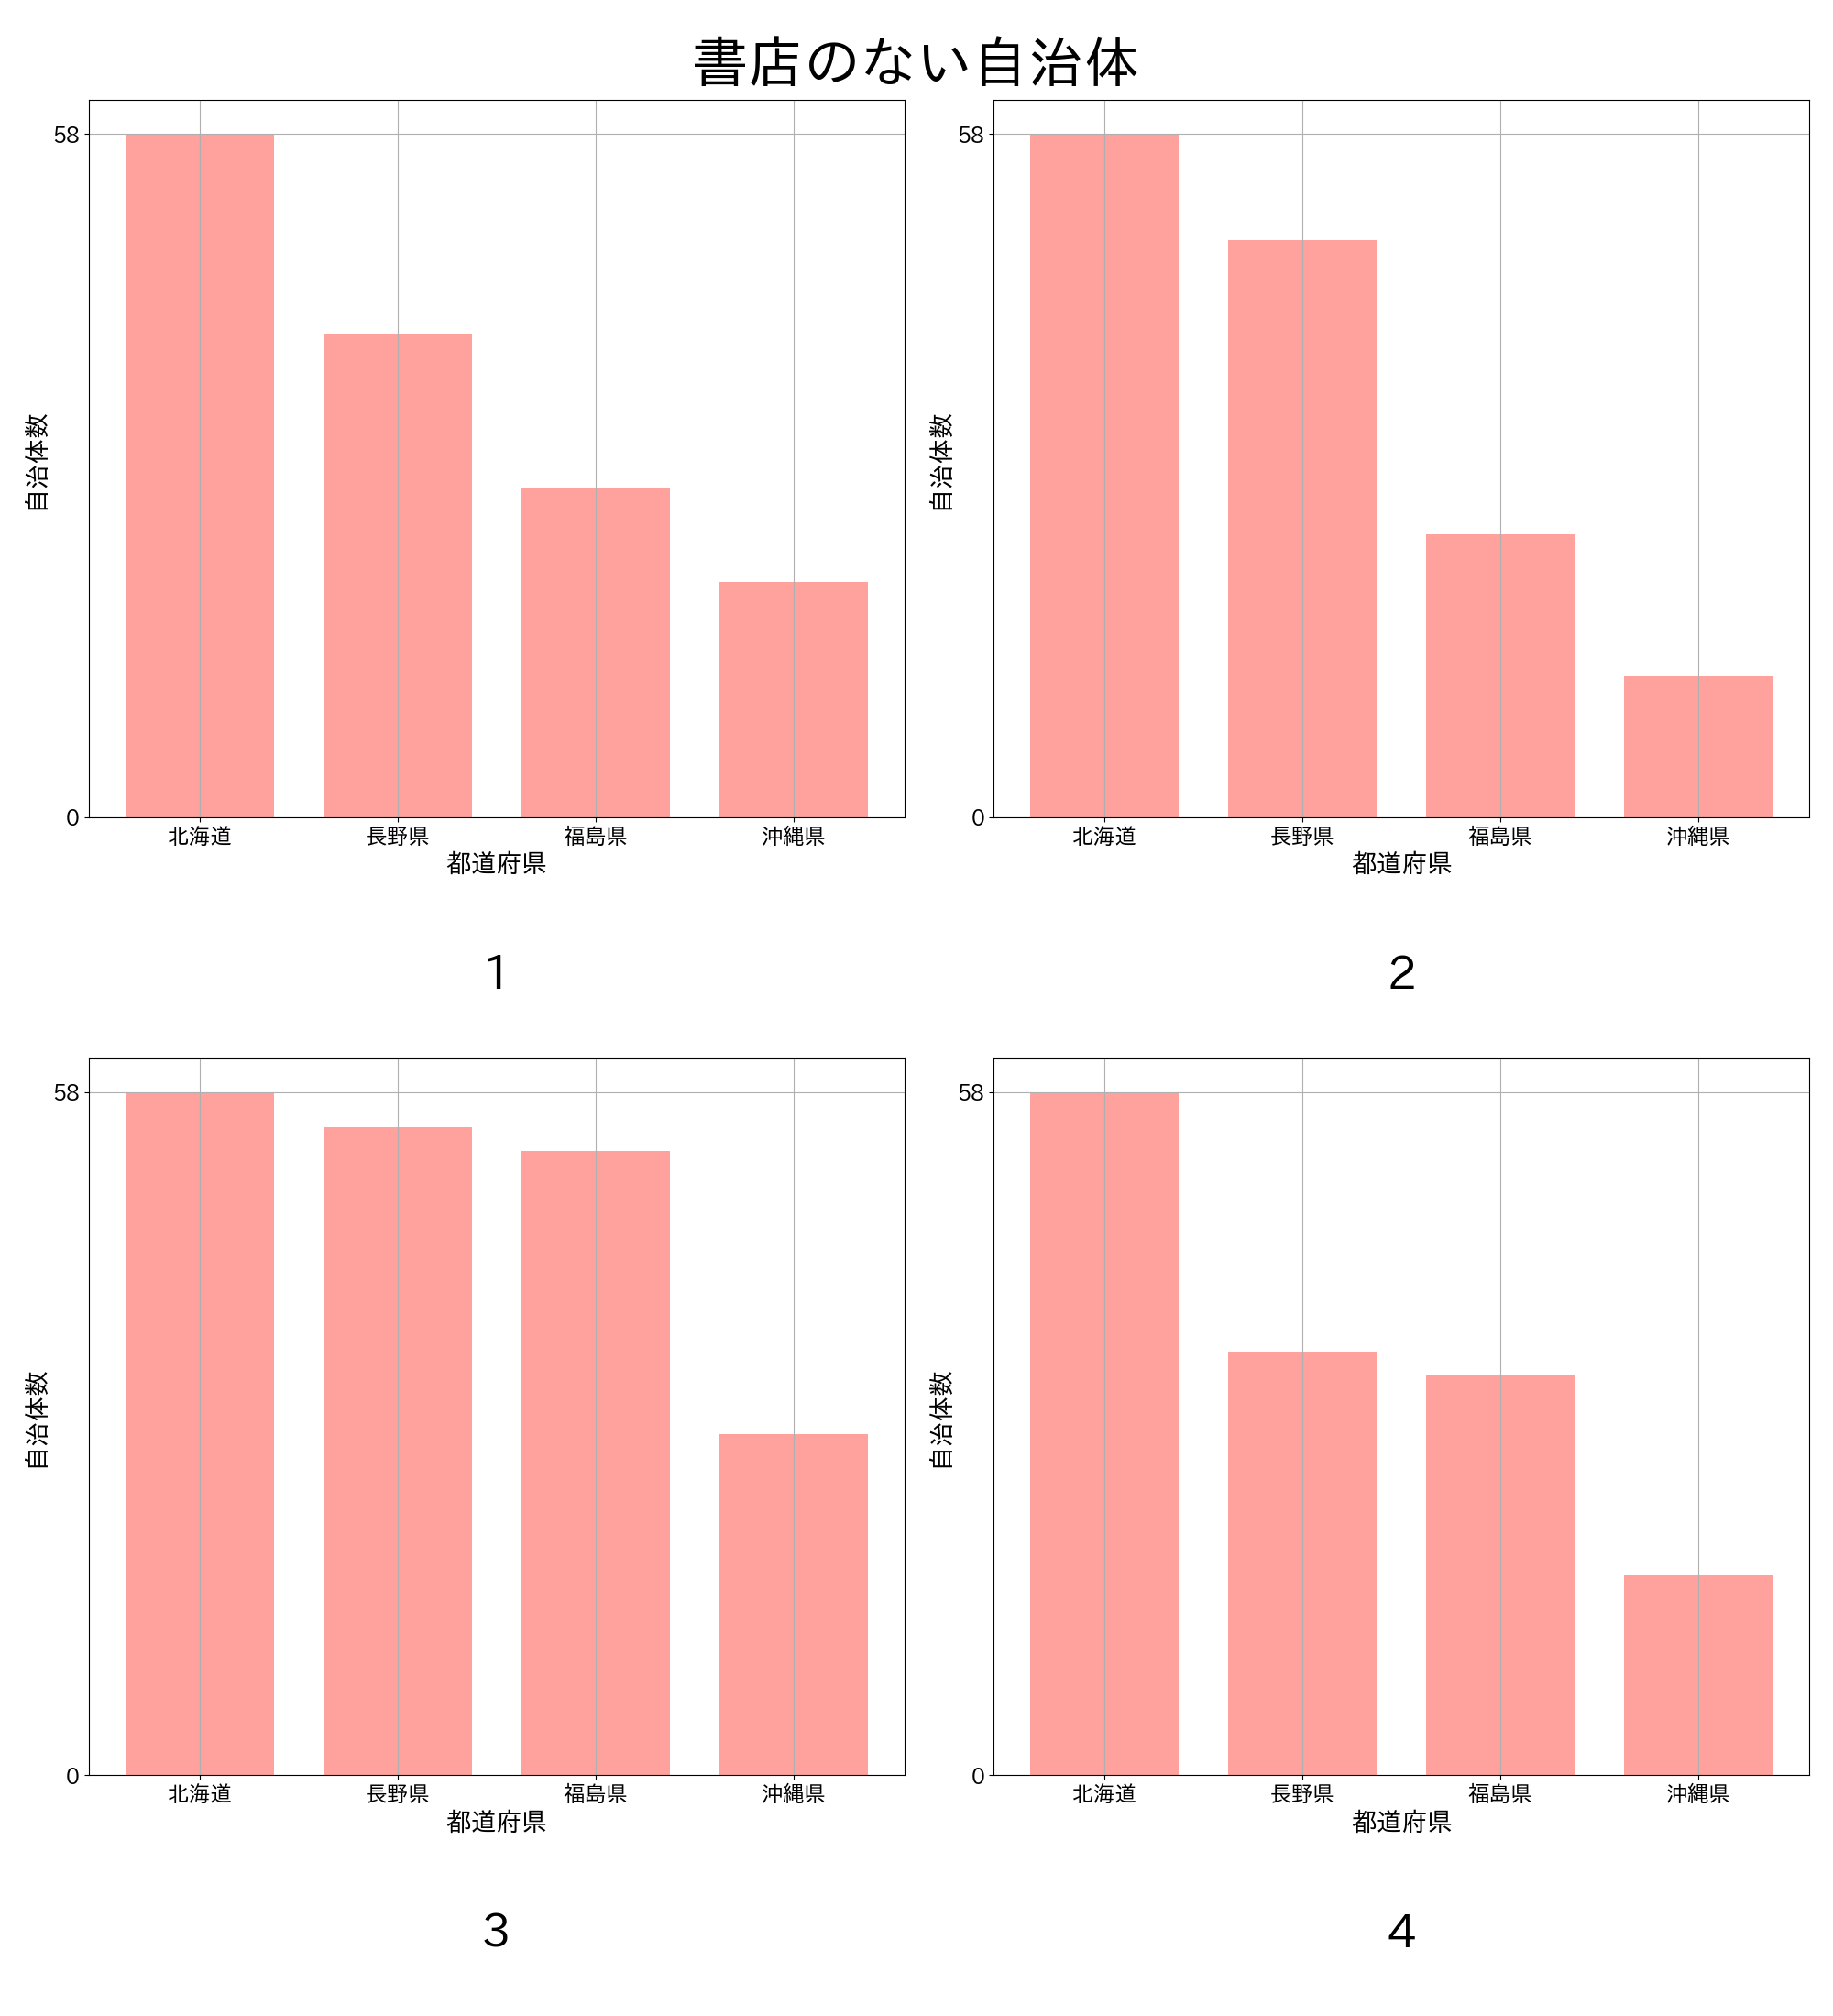 書店のない自治体
58
0
自治体数
北海道 長野県 福島県 沖縄県
都道府県
1
58
0
自治体数
北海道 長野県 福島県 沖縄県
都道府県
2
58
0
自治体数
北海道 長野県 福島県 沖縄県
都道府県
3
58
0
自治体数
北海道 長野県 福島県 沖縄県
都道府県
4